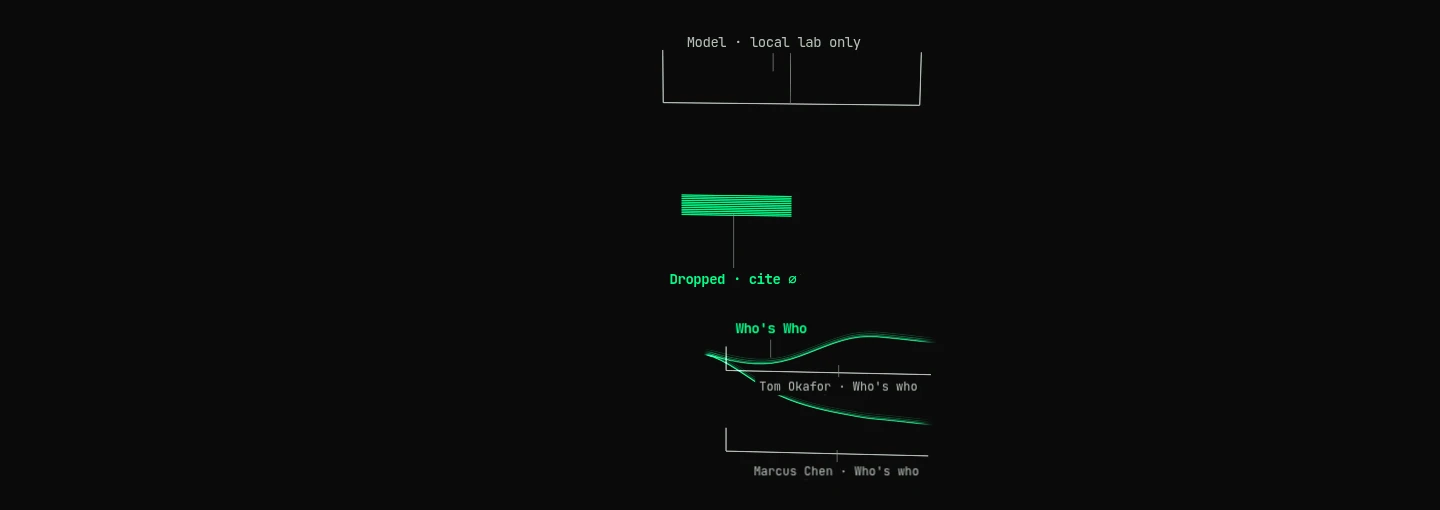 Model · local lab only
Dropped · cite ∅
Who's Who
Tom Okafor · Who's who
Marcus Chen · Who's who